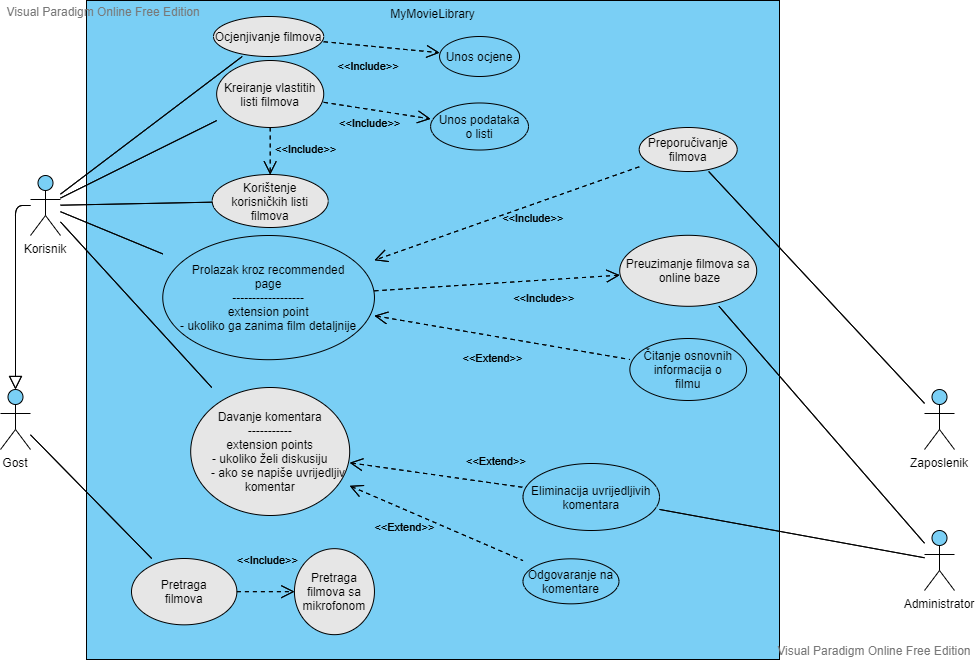 Visual Paradigm Online Free Edition
MyMovieLibrary
Ocjenjivanje filmova
<<Include>>
Unos ocjene
Kreiranje vlastitih
listi filmova
<<Include>>
Unos podataka
o listi
<<Include>>
Preporučivanje
filmova
Korištenje
korisničkih listi
filmova
<<Include>>
Korisnik
Prolazak kroz recommended
page
------------------
extension point
- ukoliko ga zanima film detaljnije
<<Include>>
Preuzimanje filmova sa
online baze
<<Extend>>
Čitanje osnovnih
informacija o
filmu
Davanje komentara
-----------
extension points
- ukoliko želi diskusiju
- ako se napiše uvrijedljiv
komentar
Gost
Zaposlenik
<<Extend>>
Eliminacija uvrijedljivih
komentara
<<Extend>>
Odgovaranje na
komentare
Pretraga
filmova
<<Include>>
Pretraga
filmova sa
mikrofonom
Administrator
Visual Paradigm Online Free Edition